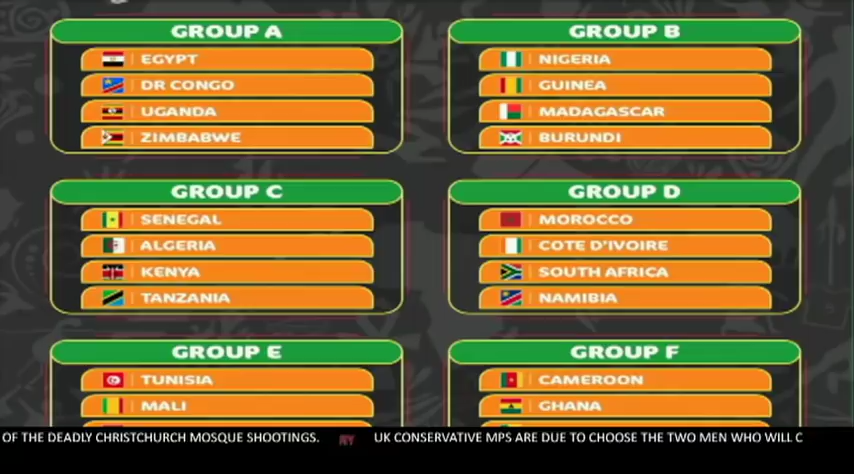 GROUP A
EGYPT
DR CONGO
UGANDA
ZIMBABWE
GROUP B
NIGERIA
GUINEA
MADAGASCAR
BURUNDI
GROUP C
SENEGAL
ALGERIA
KENYA
TANZANIA
GROUP D
MOROCCO
COTE D'IVOIRE
SOUTH AFRICA
NAMIBIA
GROUP E
TUNISIA
MALI
GROUP F
CAMEROON
GHANA
OF THE DEADLY CHRISTCHURCH MOSQUE SHOOTINGS. UK CONSERVATIVE MPS ARE DUE TO CHOOSE THE TWO MEN WHO WILL C